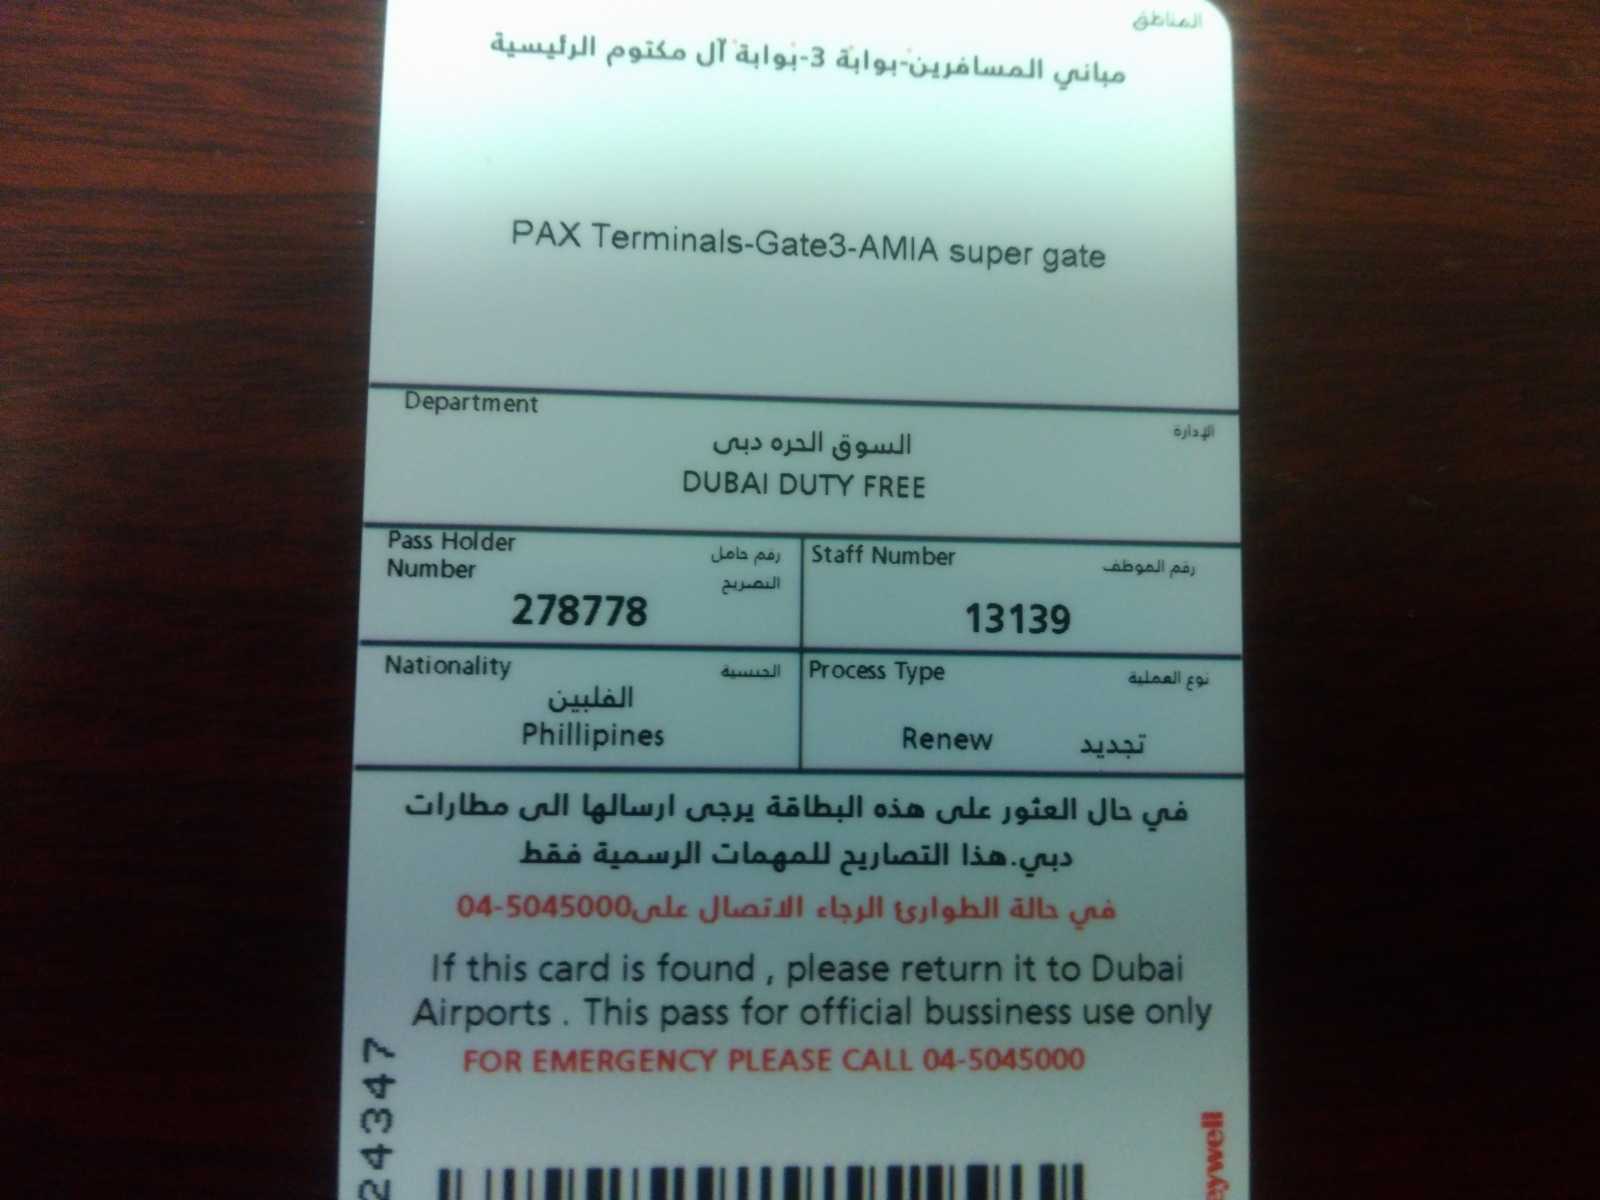 المناطق
مباني المسافرين-بوابة 3-بوابة آل مكتوم الرئيسية
PAX Terminals-Gate3-AMIA super gate
Department الإدارة
السوق الحره دبى
DUBAI DUTY FREE
Pass Holder Number رقم حامل التصريح
278778
Staff Number رقم الموظف
13139
Nationality الجنسية
الفلبين
Phillipines
Process Type نوع العملية
Renew تجديد
في حال العثور على هذه البطاقة يرجى ارسالها الى مطارات
دبي.هذا التصاريح للمهمات الرسمية فقط
في حالة الطوارئ الرجاء الاتصال على04-5045000
If this card is found , please return it to Dubai
Airports . This pass for official bussiness use only
FOR EMERGENCY PLEASE CALL 04-5045000
24347
eywell